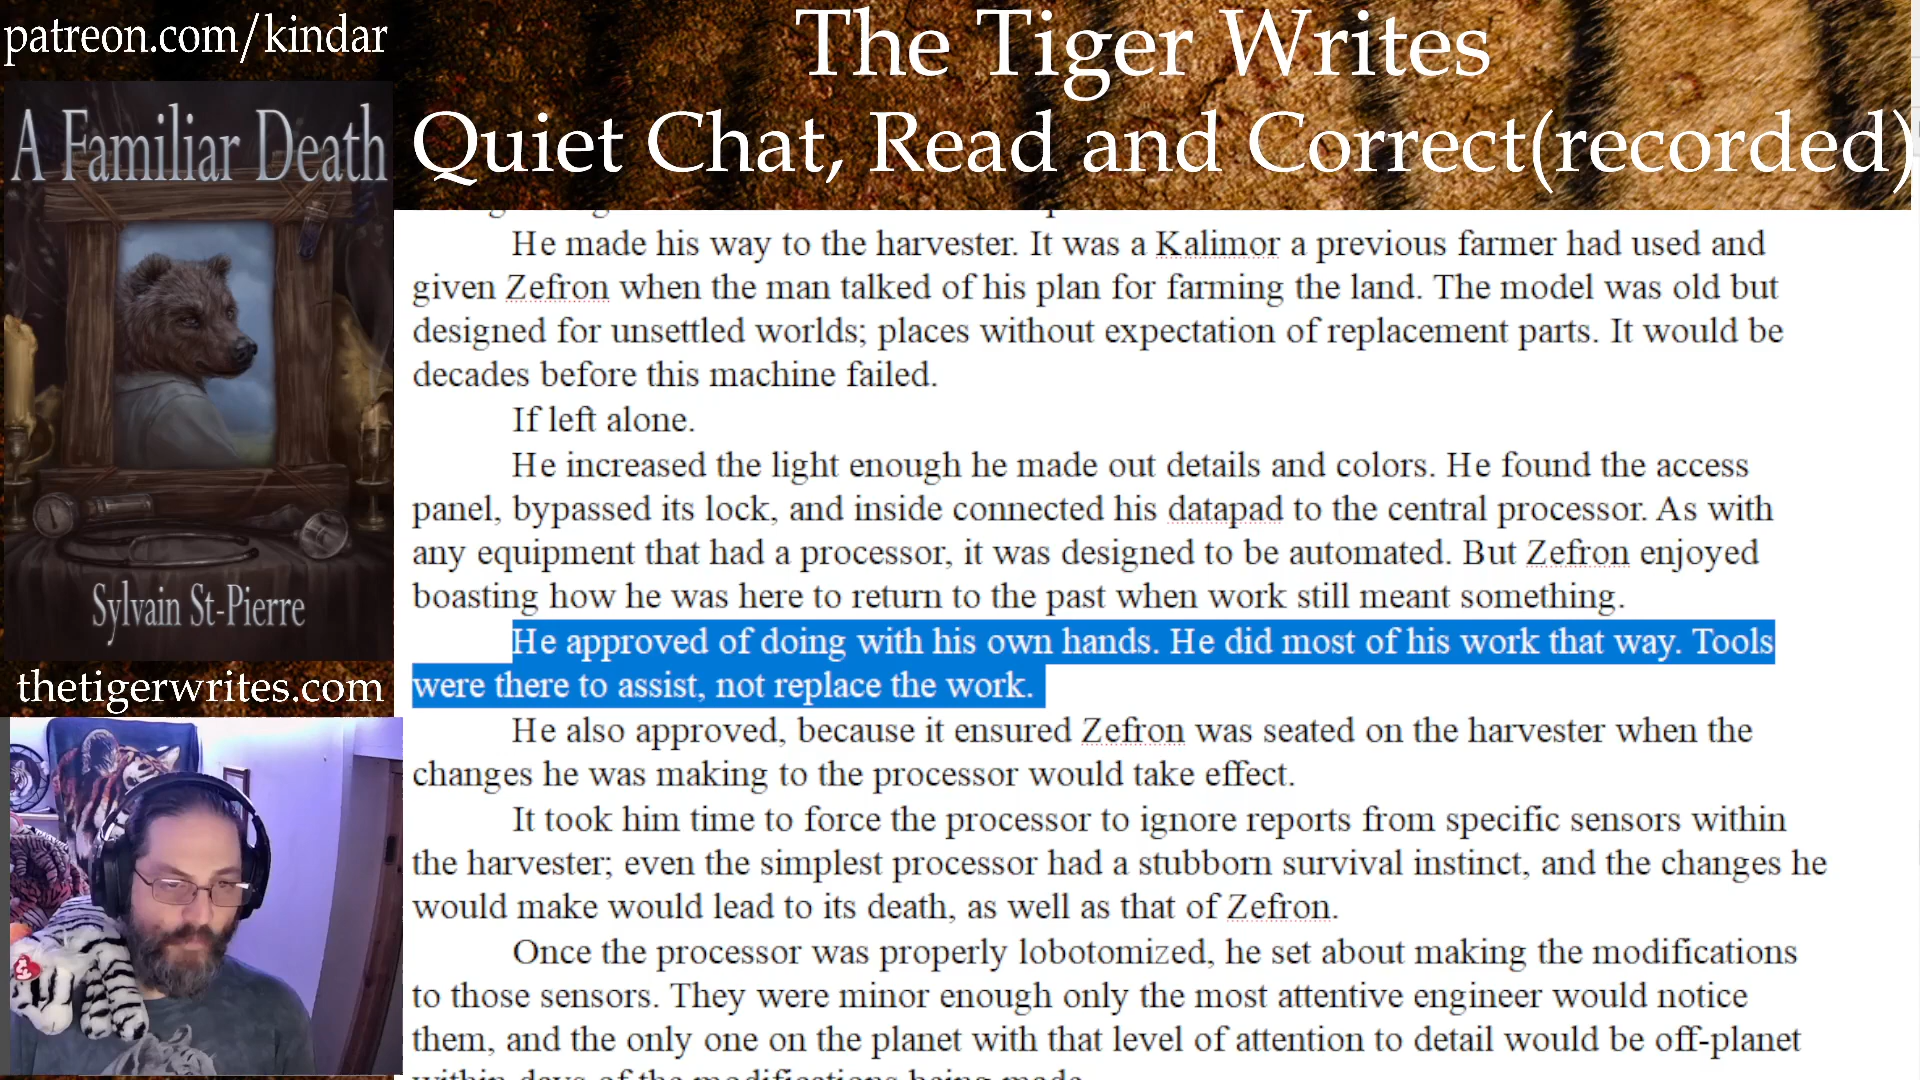 patreon.com/kindar
A Familiar Death
Sylvain St-Pierre
thetigerwrites.com
The Tiger Writes
Quiet Chat, Read and Correct(recorded)
He made his way to the harvester. It was a Kalimor a previous farmer had used and
given Zefron when the man talked of his plan for farming the land. The model was old but
designed for unsettled worlds; places without expectation of replacement parts. It would be
decades before this machine failed.
If left alone.
He increased the light enough he made out details and colors. He found the access
panel, bypassed its lock, and inside connected his datapad to the central processor. As with
any equipment that had a processor, it was designed to be automated. But Zefron enjoyed
boasting how he was here to return to the past when work still meant something.
He approved of doing with his own hands. He did most of his work that way. Tools
were there to assist, not replace the work.
He also approved, because it ensured Zefron was seated on the harvester when the
changes he was making to the processor would take effect.
It took him time to force the processor to ignore reports from specific sensors within
the harvester; even the simplest processor had a stubborn survival instinct, and the changes he
would make would lead to its death, as well as that of Zefron.
Once the processor was properly lobotomized, he set about making the modifications
to those sensors. They were minor enough only the most attentive engineer would notice
them, and the only one on the planet with that level of attention to detail would be off-planet
within days of the modifications being made.